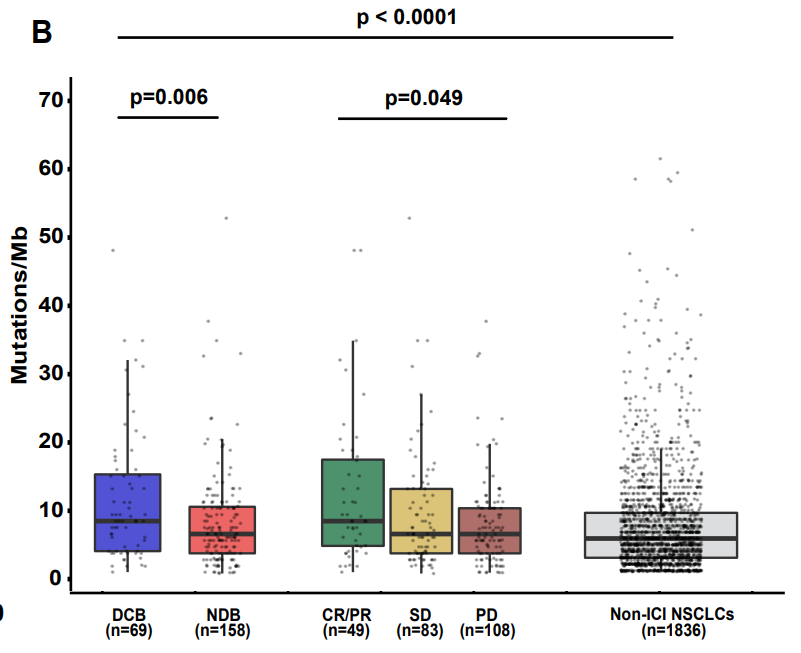 B
p < 0.0001
p=0.006
p=0.049
Mutations/Mb
70
60
50
40
30
20
10
0
DCB
(n=69)
NDB
(n=158)
CR/PR
(n=49)
SD
(n=83)
PD
(n=108)
Non-ICI NSCLCs
(n=1836)